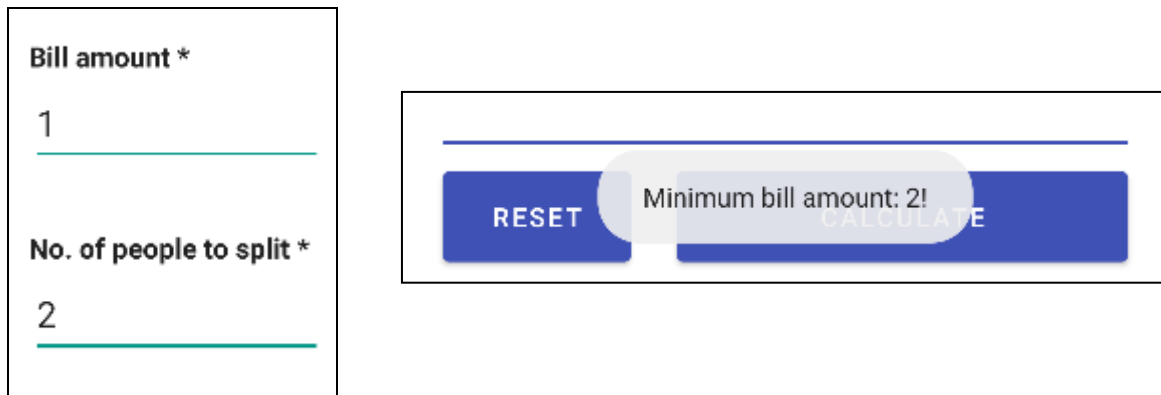 Bill amount *
1
No. of people to split *
2
Minimum bill amount: 2!
RESET
CALCULATE